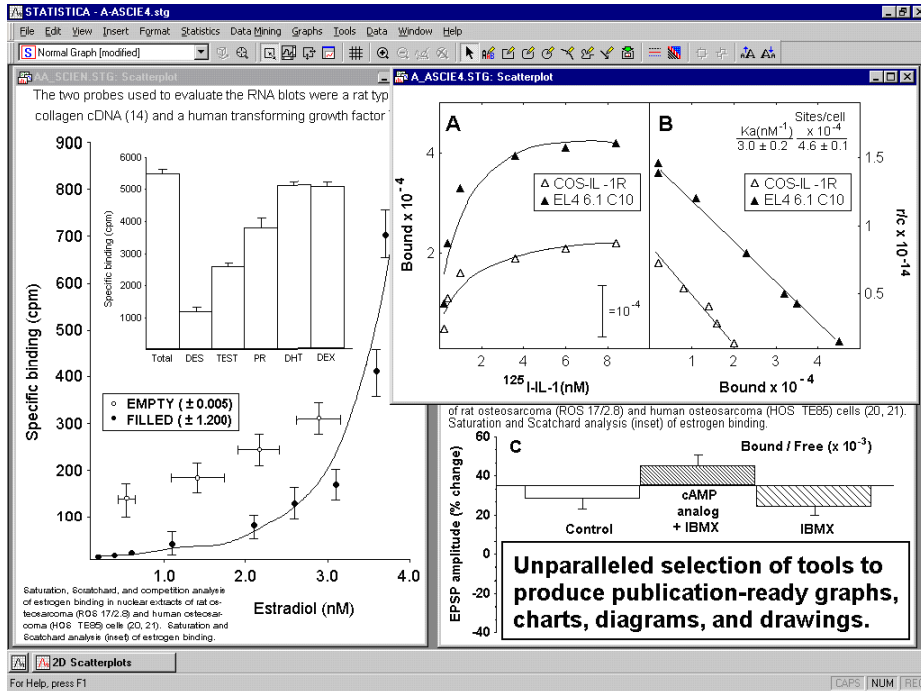 STATISTICA - A-ASCIE4.stg
File Edit View Insert Format Statistics Data Mining Graphs Tools Data Window Help
Normal Graph [modified]
AA_SCIEN.STG: Scatterplot
The two probes used to evaluate the RNA blots were a rat typ
collagen cDNA (14) and a human transforming growth factor
Specific binding (cpm)
900
800
700
600
500
400
300
200
100
1.0 2.0 3.0 4.0
Estradiol (nM)
Specific binding (cpm)
6000
5000
4000
3000
2000
1000
Total DES TEST PR DHT DEX
EMPTY (±0.005)
FILLED (±1.200)
Saturation, Scratchard, and competition analysis
of estrogen binding in nuclear extracts of rat os-
teosarcoma (ROS 17/2.8) and human osteosar-
coma (HOS TE85) cells (20, 21). Saturation and
Scatchard analysis (inset) of estrogen binding.
A_ASCIE4.STG: Scatterplot
A
Bound x 10⁻⁴
4
2
COS-IL -1R
EL4 6.1 C10
=10⁻⁴
2 4 6 8
¹²⁵I-IL-1(nM)
B
Sites/cell
Ka(nM⁻¹) x 10⁻⁴
3.0 ± 0.2 4.6 ± 0.1
COS-IL -1R
EL4 6.1 C10
1.5
1
0.5
r/c x 10⁻¹⁴
1 2 3 4
Bound x 10⁻⁴
of rat osteosarcoma (ROS 17/2.8) and human osteosarcoma (HOS TE85) cells (20, 21).
Saturation and Scatchard analysis (inset) of estrogen binding.
C
Bound / Free (x 10⁻³)
EPSP amplitude (% change)
60
40
20
0
-20
-40
Control
cAMP
analog
+ IBMX
IBMX
Unparalleled selection of tools to
produce publication-ready graphs,
charts, diagrams, and drawings.
2D Scatterplots
For Help, press F1
CAPS NUM